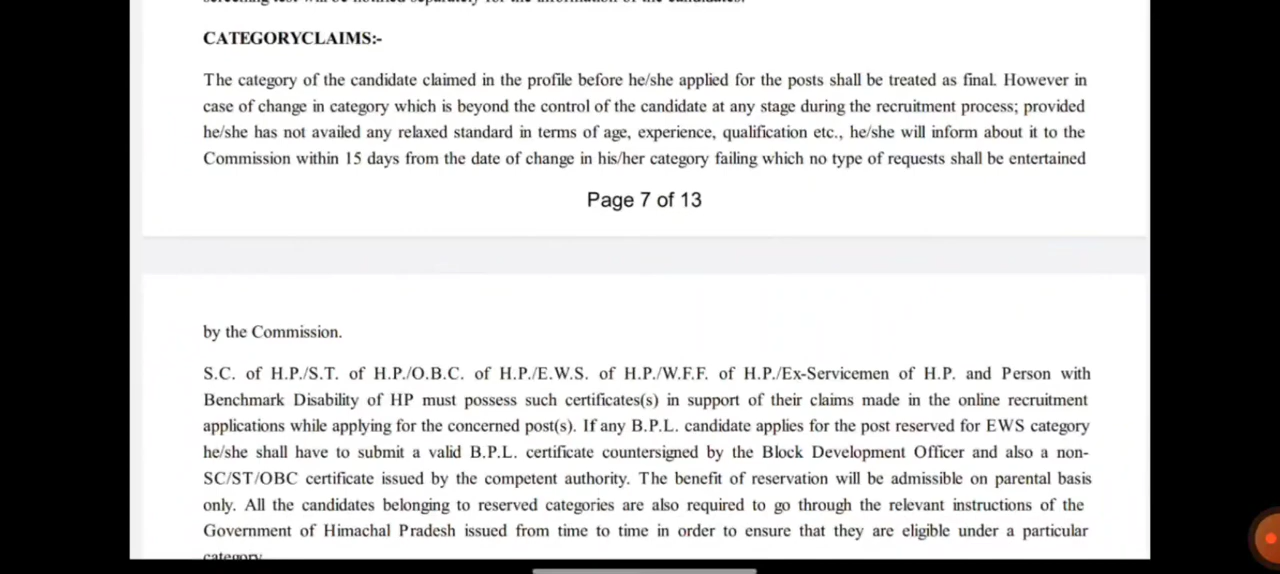 CATEGORYCLAIMS:-
The category of the candidate claimed in the profile before he/she applied for the posts shall be treated as final. However in
case of change in category which is beyond the control of the candidate at any stage during the recruitment process; provided
he/she has not availed any relaxed standard in terms of age, experience, qualification etc., he/she will inform about it to the
Commission within 15 days from the date of change in his/her category failing which no type of requests shall be entertained
Page 7 of 13
by the Commission.
S.C. of H.P./S.T. of H.P./O.B.C. of H.P./E.W.S. of H.P./W.F.F. of H.P./Ex-Servicemen of H.P. and Person with
Benchmark Disability of HP must possess such certificates(s) in support of their claims made in the online recruitment
applications while applying for the concerned post(s). If any B.P.L. candidate applies for the post reserved for EWS category
he/she shall have to submit a valid B.P.L. certificate countersigned by the Block Development Officer and also a non-
SC/ST/OBC certificate issued by the competent authority. The benefit of reservation will be admissible on parental basis
only. All the candidates belonging to reserved categories are also required to go through the relevant instructions of the
Government of Himachal Pradesh issued from time to time in order to ensure that they are eligible under a particular
category.